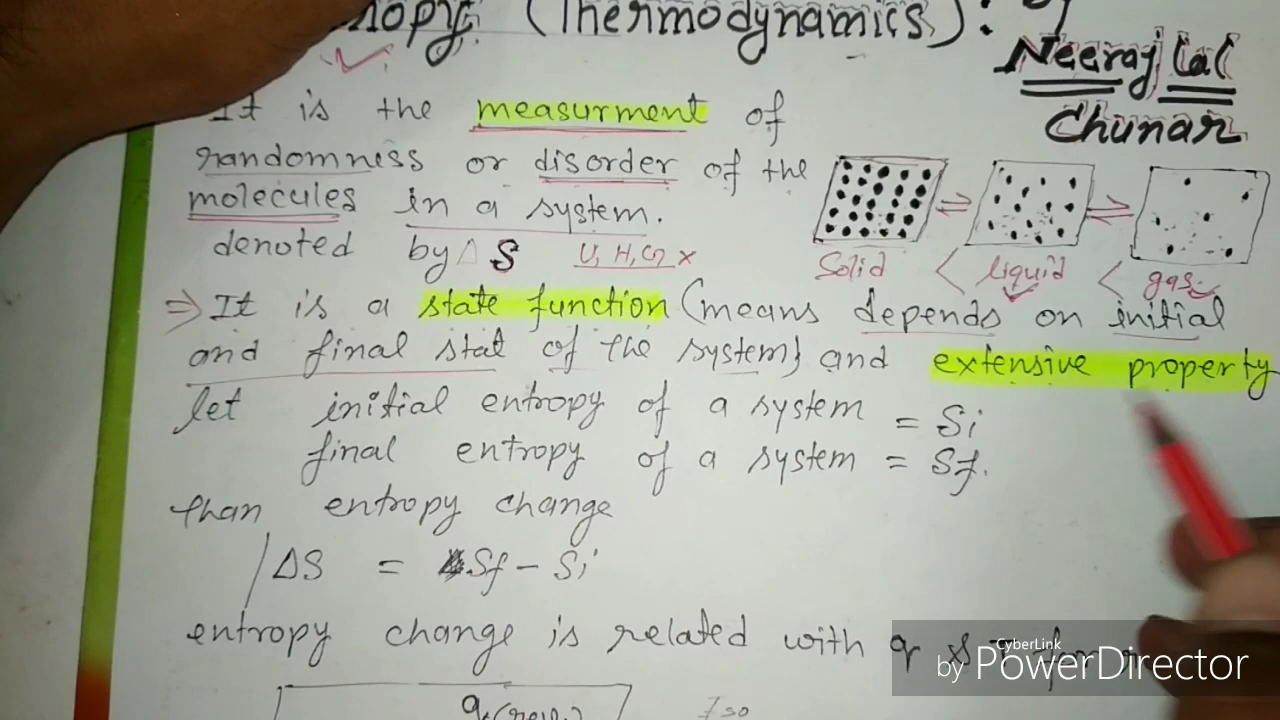 (Thermodynamics): by
Neeraj Lal
Chunar
It is the measurment of
randomness or disorder of the
molecules in a system.
denoted by Δ S U, H, G, x
Solid < liquid < gas
⇒ It is a state function (means depends on initial
and final stat of the system) and extensive property
let initial entropy of a system = Si
final entropy of a system = Sf.
than entropy change
ΔS = Sf - Si
entropy change is related with q
q (rev.)
Iso
CyberLink
by PowerDirector